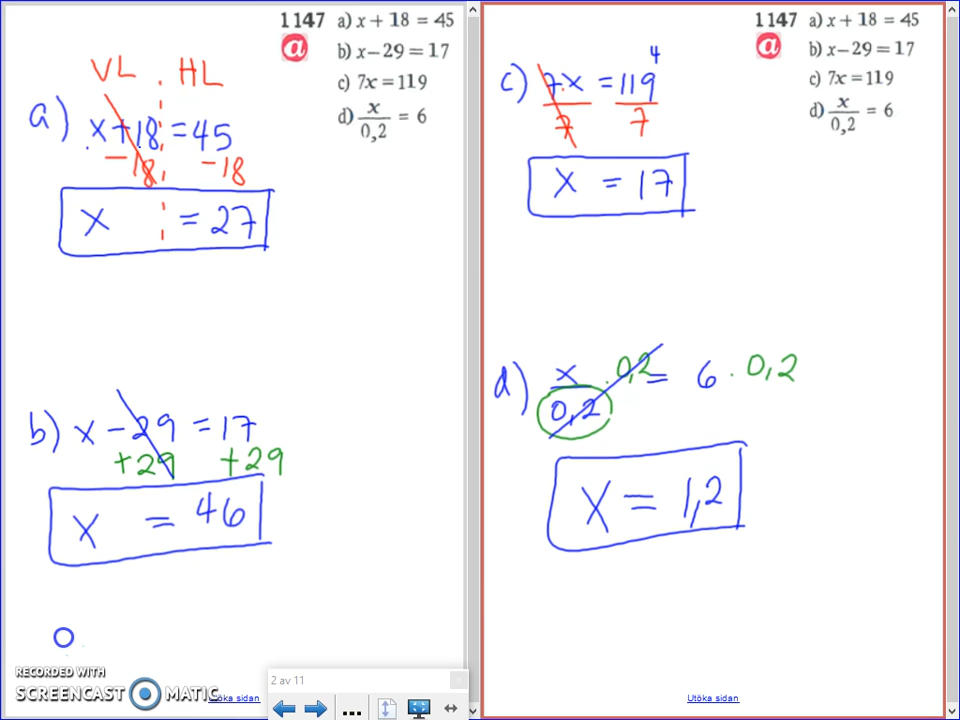 1147 a) x + 18 = 45
a b) x − 29 = 17
c) 7x = 119
d) x/0,2 = 6
VL HL
a) x + 18 = 45
−18 −18
x = 27
b) x − 29 = 17
+29 +29
x = 46
RECORDED WITH
SCREENCAST MATIC
Utöka sidan
2 av 11
...
1147 a) x + 18 = 45
a b) x − 29 = 17
c) 7x = 119
d) x/0,2 = 6
4
c) 7·x = 119
7 7
x = 17
d) x/0,2 · 0,2 = 6 · 0,2
x = 1,2
Utöka sidan